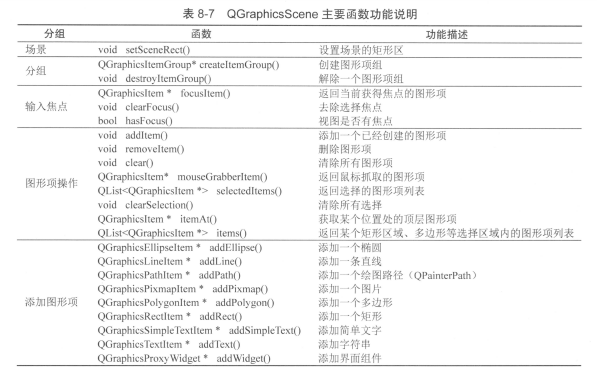 表 8-7 QGraphicsScene 主要函数功能说明
分组 函数 功能描述
场景 void setSceneRect() 设置场景的矩形区
分组 QGraphicsItemGroup* createItemGroup() 创建图形项组
void destroyItemGroup() 解除一个图形项组
输入焦点 QGraphicsItem * focusItem() 返回当前获得焦点的图形项
void clearFocus() 去除选择焦点
bool hasFocus() 视图是否有焦点
图形项操作 void addItem() 添加一个已经创建的图形项
void removeItem() 删除图形项
void clear() 清除所有图形项
QGraphicsItem* mouseGrabberItem() 返回鼠标抓取的图形项
QList<QGraphicsItem *> selectedItems() 返回选择的图形项列表
void clearSelection() 清除所有选择
QGraphicsItem * itemAt() 获取某个位置处的顶层图形项
QList<QGraphicsItem *> items() 返回某个矩形区域、多边形等选择区域内的图形项列表
添加图形项 QGraphicsEllipseItem * addEllipse() 添加一个椭圆
QGraphicsLineItem * addLine() 添加一条直线
QGraphicsPathItem * addPath() 添加一个绘图路径（QPainterPath）
QGraphicsPixmapItem * addPixmap() 添加一个图片
QGraphicsPolygonItem * addPolygon() 添加一个多边形
QGraphicsRectItem * addRect() 添加一个矩形
QGraphicsSimpleTextItem * addSimpleText() 添加简单文字
QGraphicsTextItem * addText() 添加字符串
QGraphicsProxyWidget * addWidget() 添加界面组件